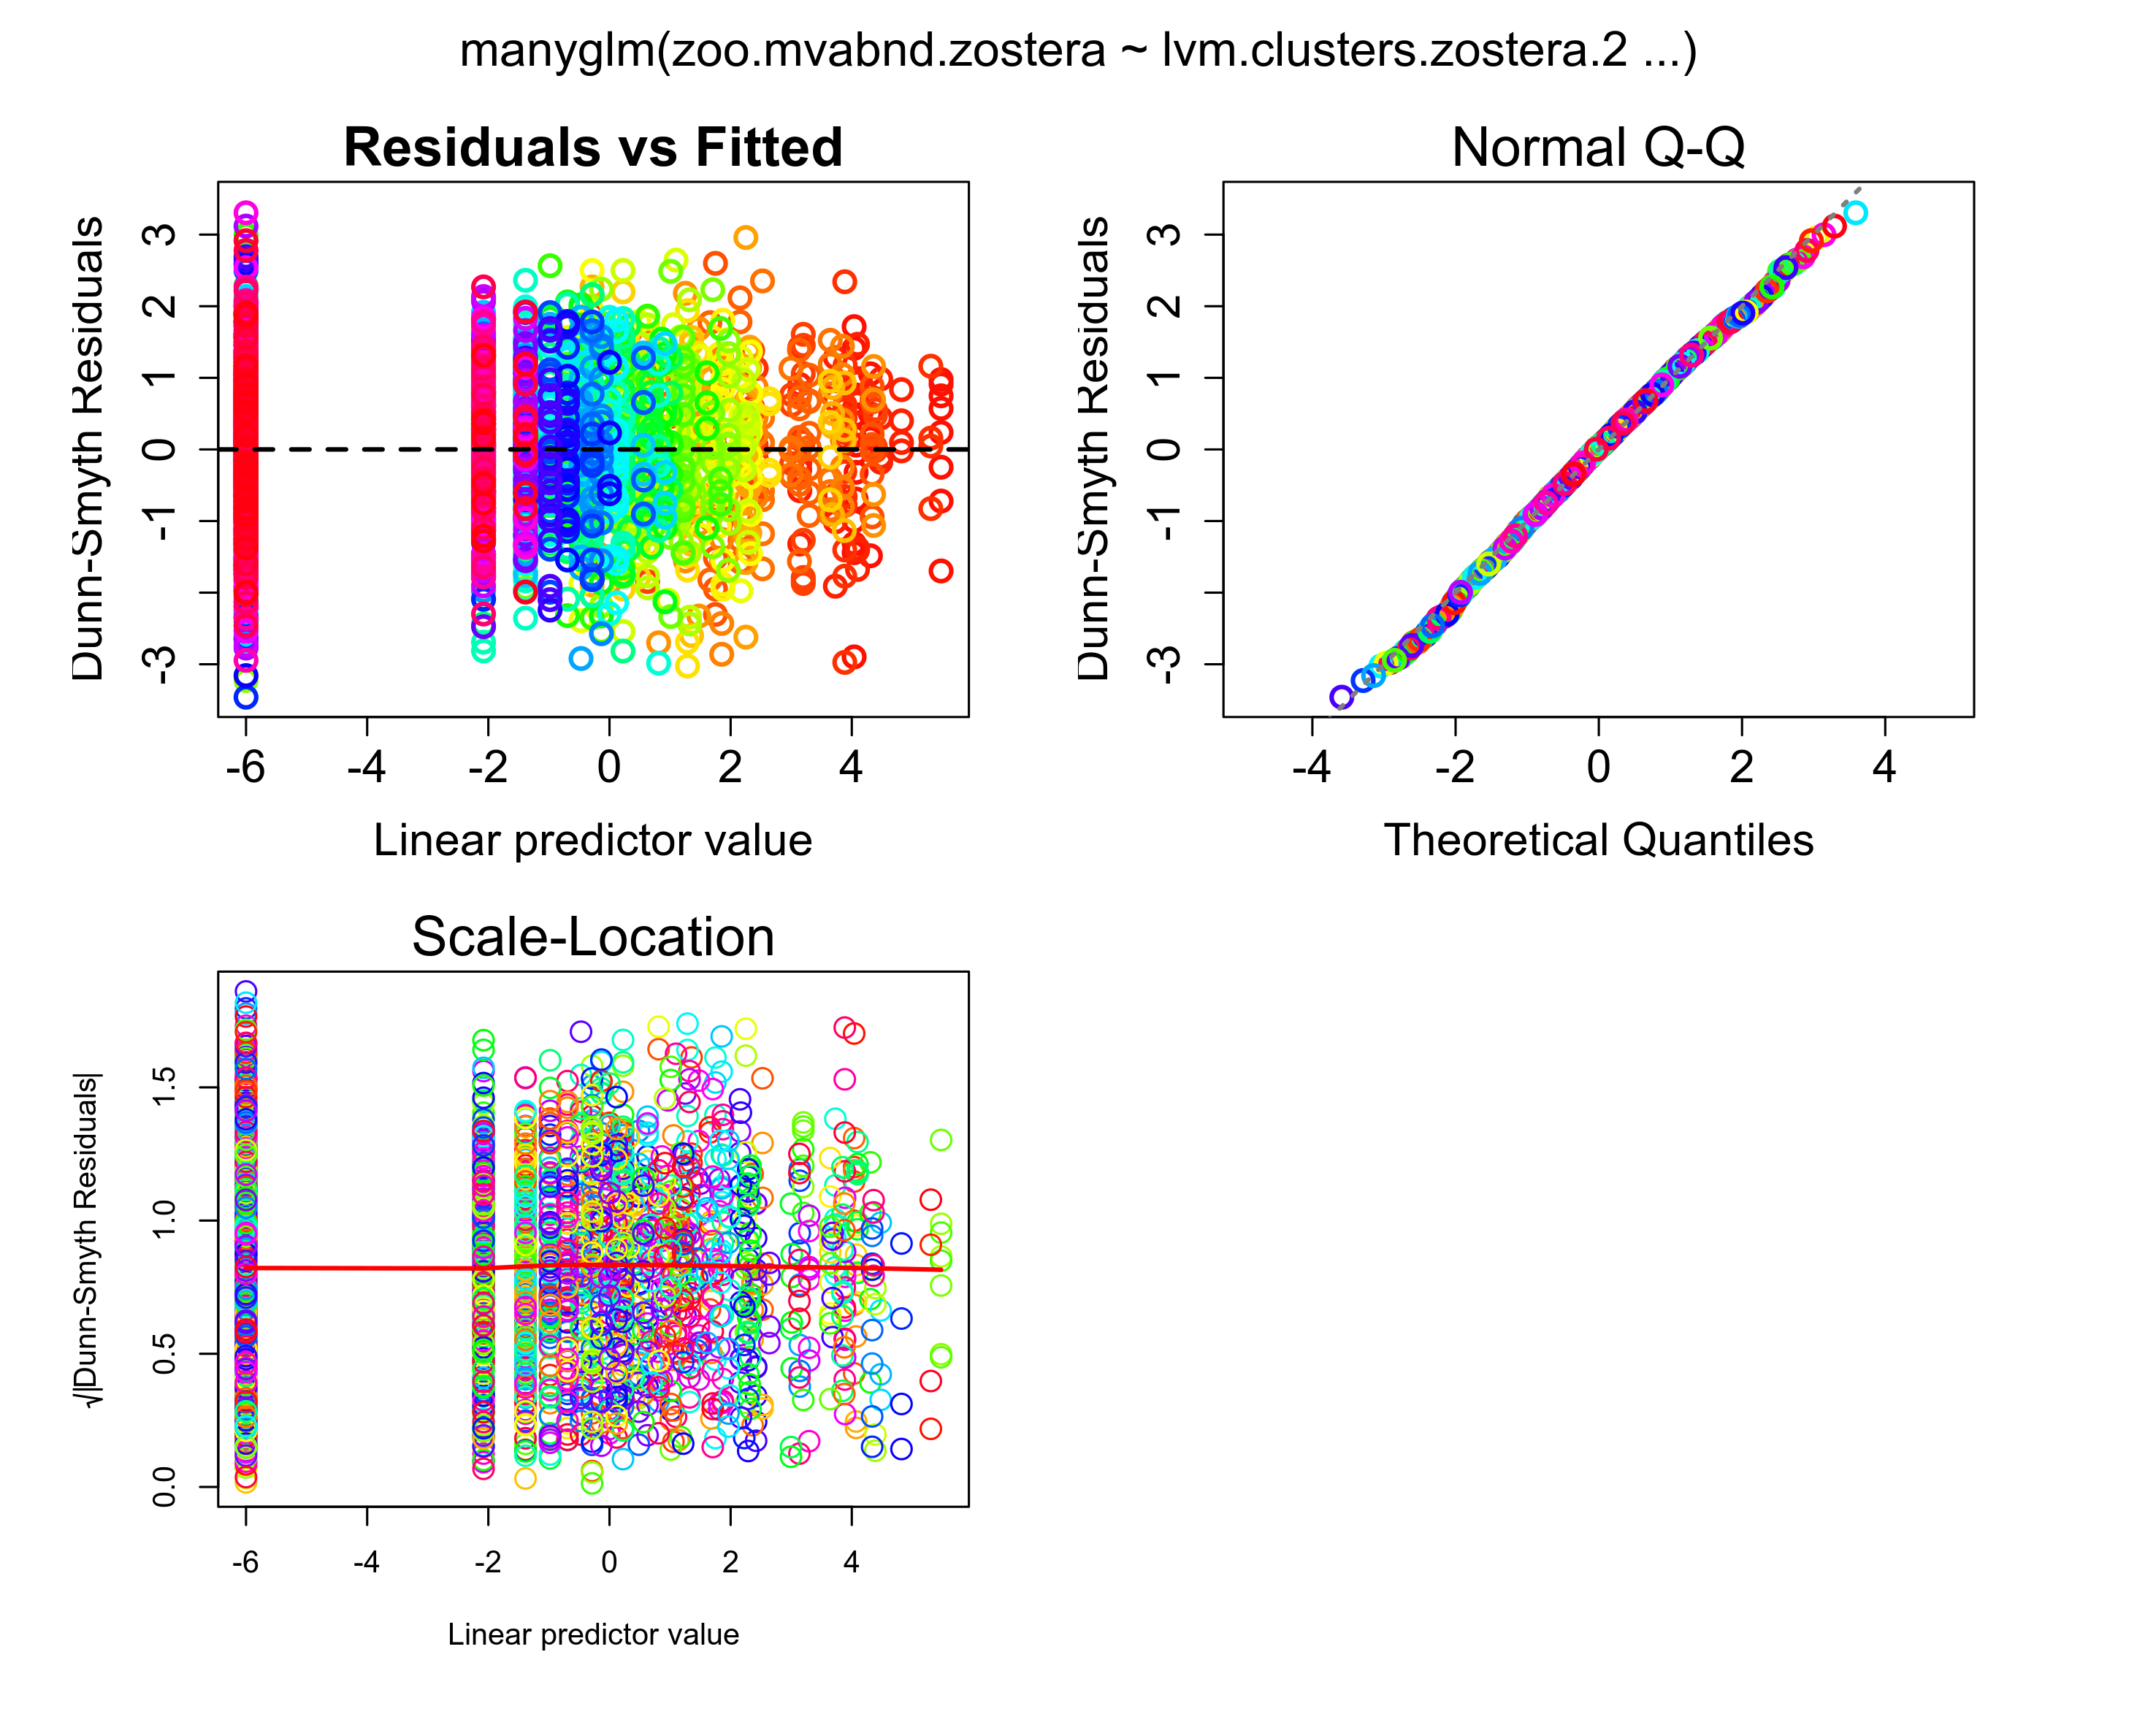 manyglm(zoo.mvabnd.zostera ~ lvm.clusters.zostera.2 ...)
Residuals vs Fitted
Dunn-Smyth Residuals
3
2
1
0
-1
-3
-6 -4 -2 0 2 4
Linear predictor value
Normal Q-Q
Dunn-Smyth Residuals
3
2
1
0
-1
-3
-4 -2 0 2 4
Theoretical Quantiles
Scale-Location
√|Dunn-Smyth Residuals|
1.5
1.0
0.5
0.0
-6 -4 -2 0 2 4
Linear predictor value